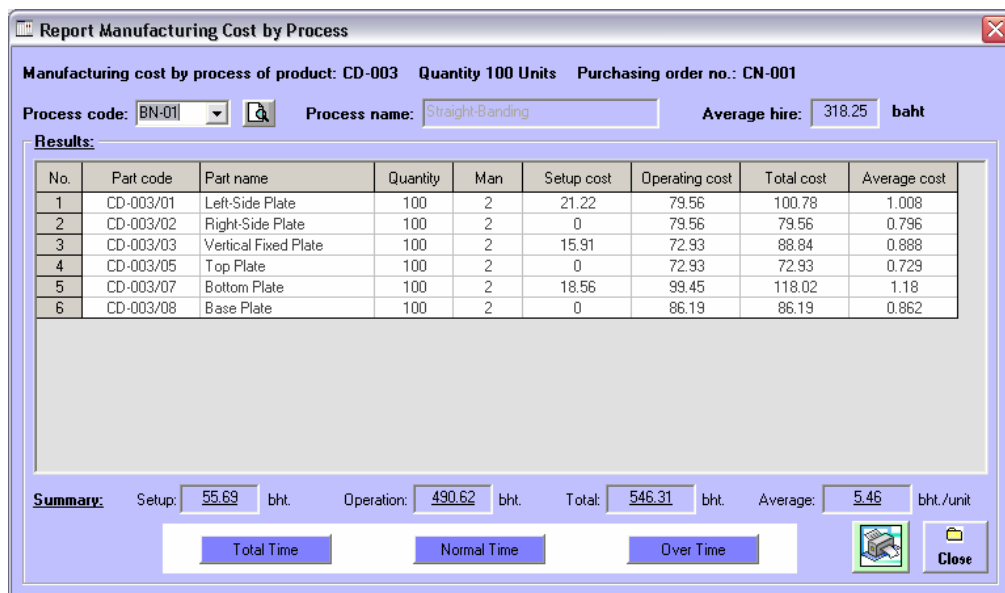 Report Manufacturing Cost by Process
Manufacturing cost by process of product: CD-003 Quantity 100 Units Purchasing order no.: CN-001
Process code: BN-01 Process name: Straight-Banding Average hire: 318.25 baht
Results:
No. Part code Part name Quantity Man Setup cost Operating cost Total cost Average cost
1 CD-003/01 Left-Side Plate 100 2 21.22 79.56 100.78 1.008
2 CD-003/02 Right-Side Plate 100 2 0 79.56 79.56 0.796
3 CD-003/03 Vertical Fixed Plate 100 2 15.91 72.93 88.84 0.888
4 CD-003/05 Top Plate 100 2 0 72.93 72.93 0.729
5 CD-003/07 Bottom Plate 100 2 18.56 99.45 118.02 1.18
6 CD-003/08 Base Plate 100 2 0 86.19 86.19 0.862
Summary: Setup: 55.69 bht. Operation: 490.62 bht. Total: 546.31 bht. Average: 5.46 bht./unit
Total Time Normal Time Over Time Close